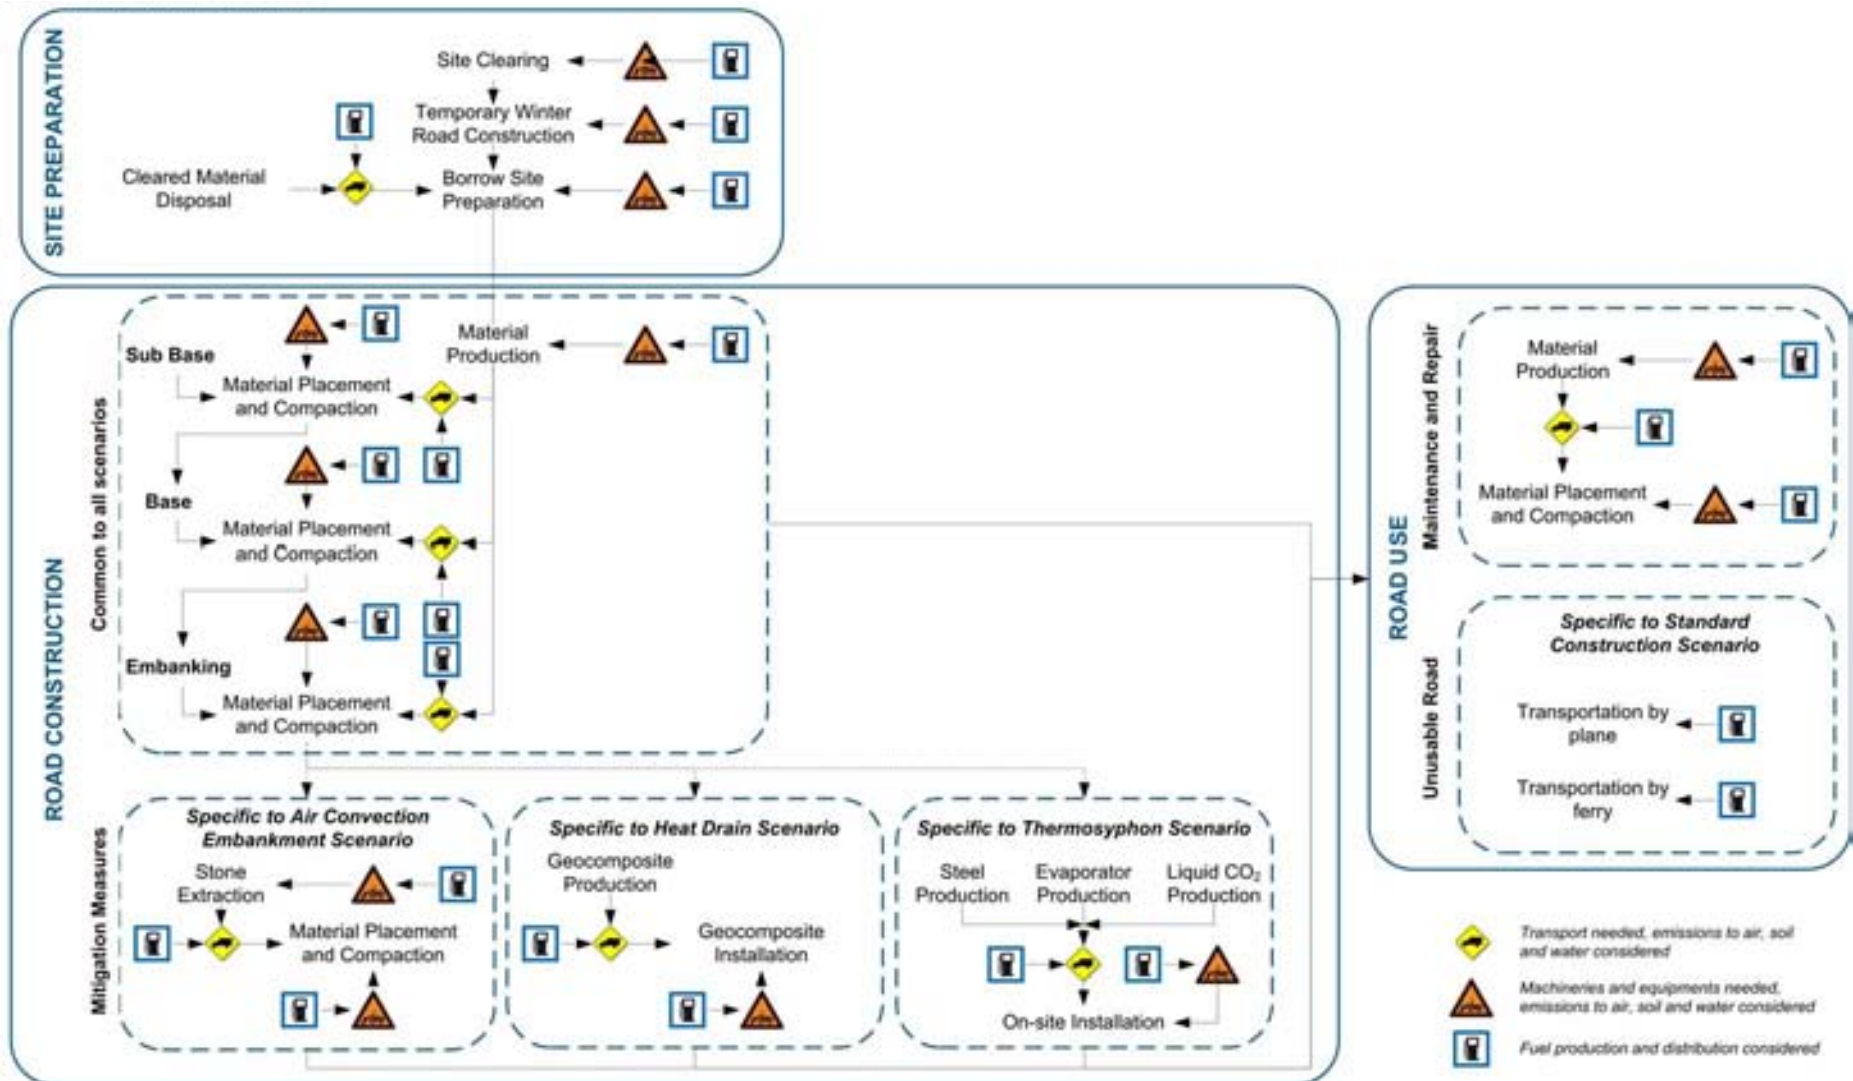 SITE PREPARATION
Site Clearing
Temporary Winter
Road Construction
Cleared Material
Disposal
Borrow Site
Preparation
ROAD CONSTRUCTION
Common to all scenarios
Sub Base
Material
Production
Material Placement
and Compaction
Base
Material Placement
and Compaction
Embanking
Material Placement
and Compaction
Mitigation Measures
Specific to Air Convection
Embankment Scenario
Stone
Extraction
Material Placement
and Compaction
Specific to Heat Drain Scenario
Geocomposite
Production
Geocomposite
Installation
Specific to Thermosyphon Scenario
Steel
Production
Evaporator
Production
Liquid CO₂
Production
On-site Installation
ROAD USE
Maintenance and Repair
Material
Production
Material Placement
and Compaction
Unusable Road
Specific to Standard
Construction Scenario
Transportation by
plane
Transportation by
ferry
Transport needed, emissions to air, soil
and water considered
Machineries and equipments needed,
emissions to air, soil and water considered
Fuel production and distribution considered